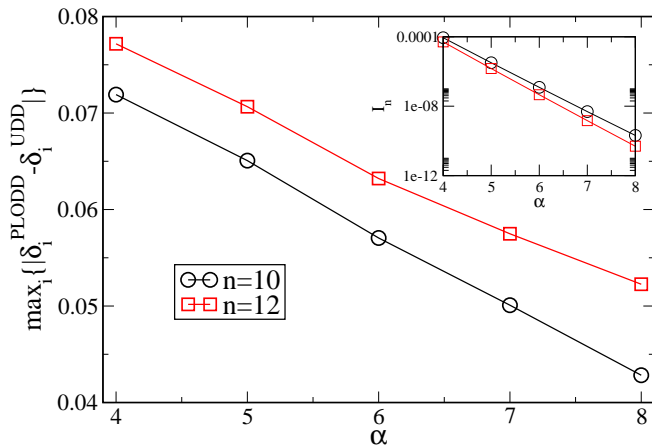 0.08
0.07
0.06
0.05
0.04
max_i{|δ_i^PLODD-δ_i^UDD|}
4 5 6 7 8
α
n=10
n=12
0.0001
1e-08
1e-12
I_n
4 5 6 7 8
α